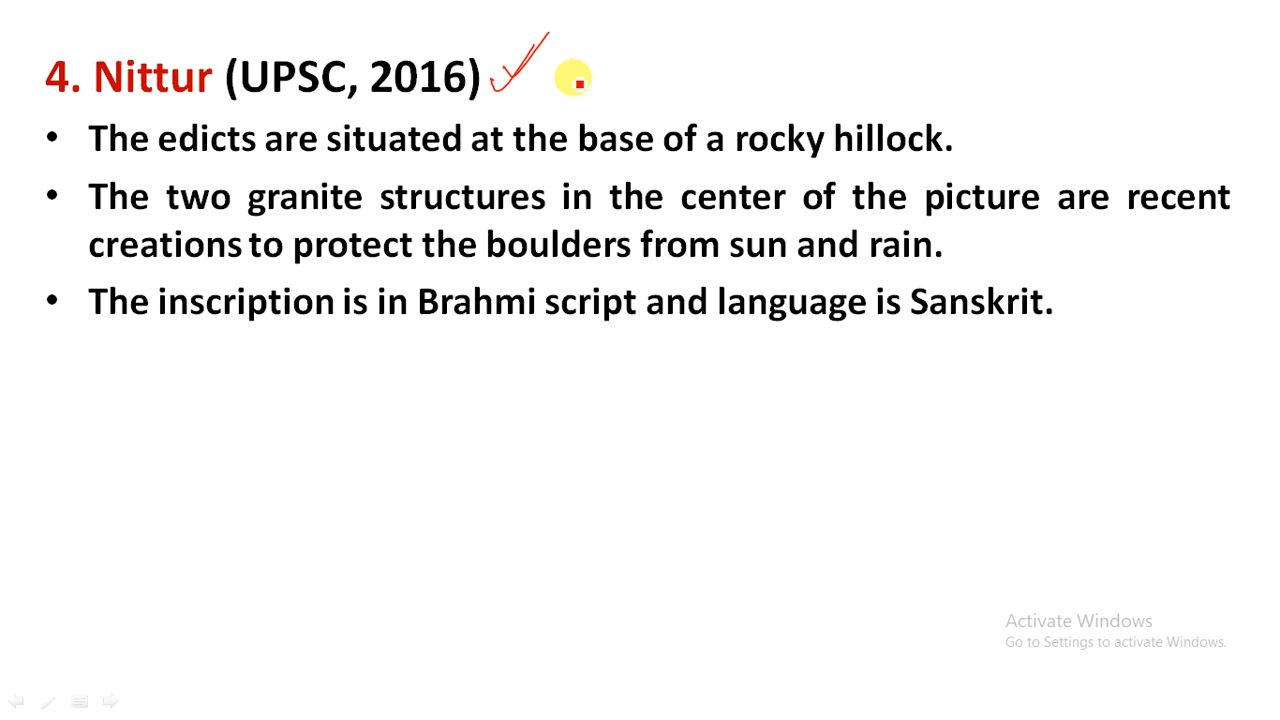 4. Nittur (UPSC, 2016)
• The edicts are situated at the base of a rocky hillock.
• The two granite structures in the center of the picture are recent
creations to protect the boulders from sun and rain.
• The inscription is in Brahmi script and language is Sanskrit.
Activate Windows
Go to Settings to activate Windows.